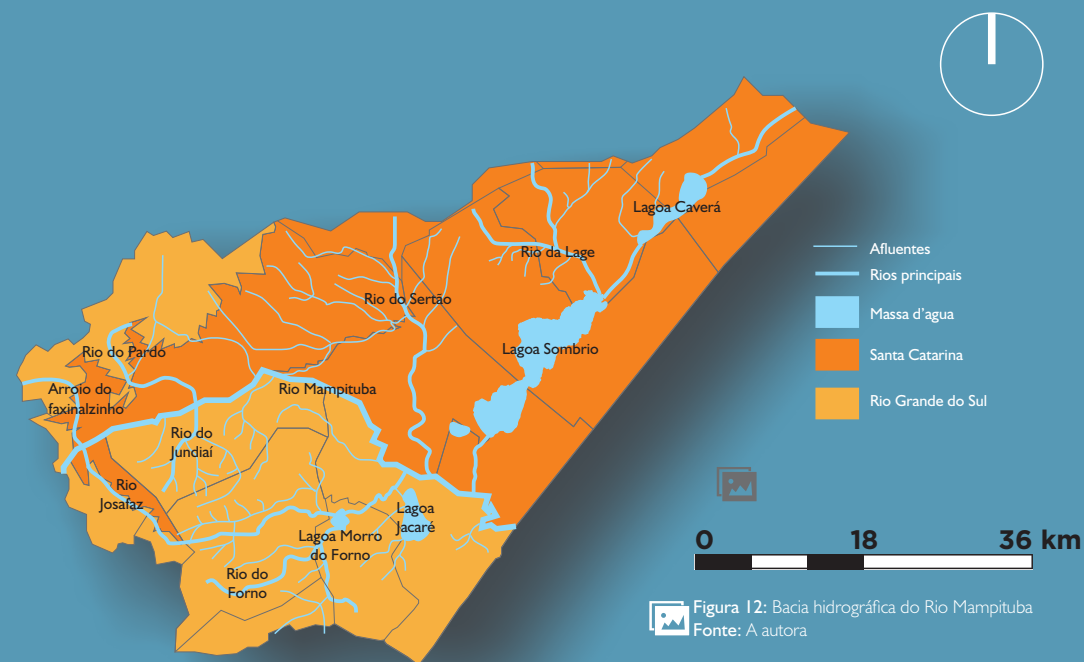 Lagoa Caverá
Rio da Lage
Rio do Sertão
Lagoa Sombrio
Rio do Pardo
Arroio do
faxinalzinho
Rio Mampituba
Rio do
Jundiaí
Rio
Josafaz
Lagoa
Jacaré
Lagoa Morro
do Forno
Rio do
Forno
Afluentes
Rios principais
Massa d'agua
Santa Catarina
Rio Grande do Sul
0 18 36 km
Figura 12: Bacia hidrográfica do Rio Mampituba
Fonte: A autora